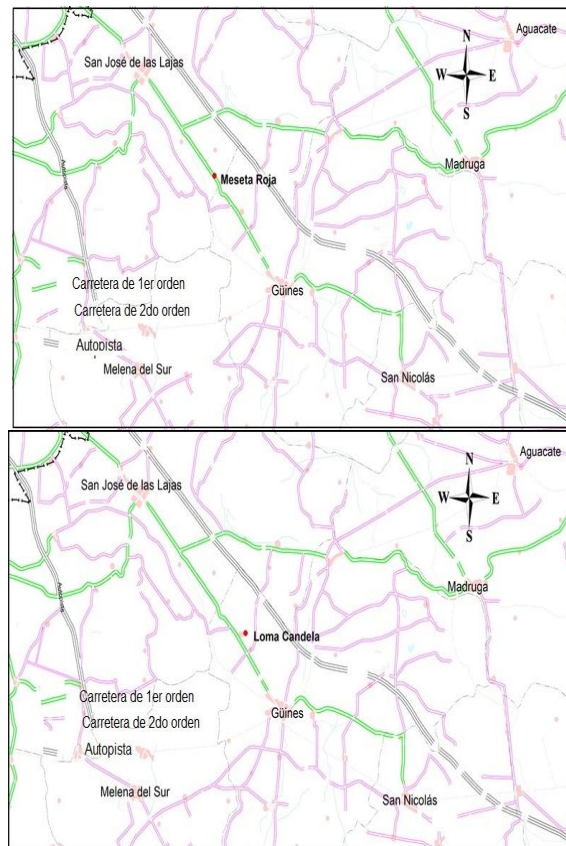 Aguacate
San José de las Lajas
N
W E
S
Madruga
Meseta Roja
Autopista
Carretera de 1er orden
Güines
Carretera de 2do orden
Autopista
Melena del Sur
San Nicolás
Aguacate
N
San José de las Lajas
W E
S
Madruga
Autopista
Loma Candela
Carretera de 1er orden
Güines
Carretera de 2do orden
Autopista
Melena del Sur
San Nicolás